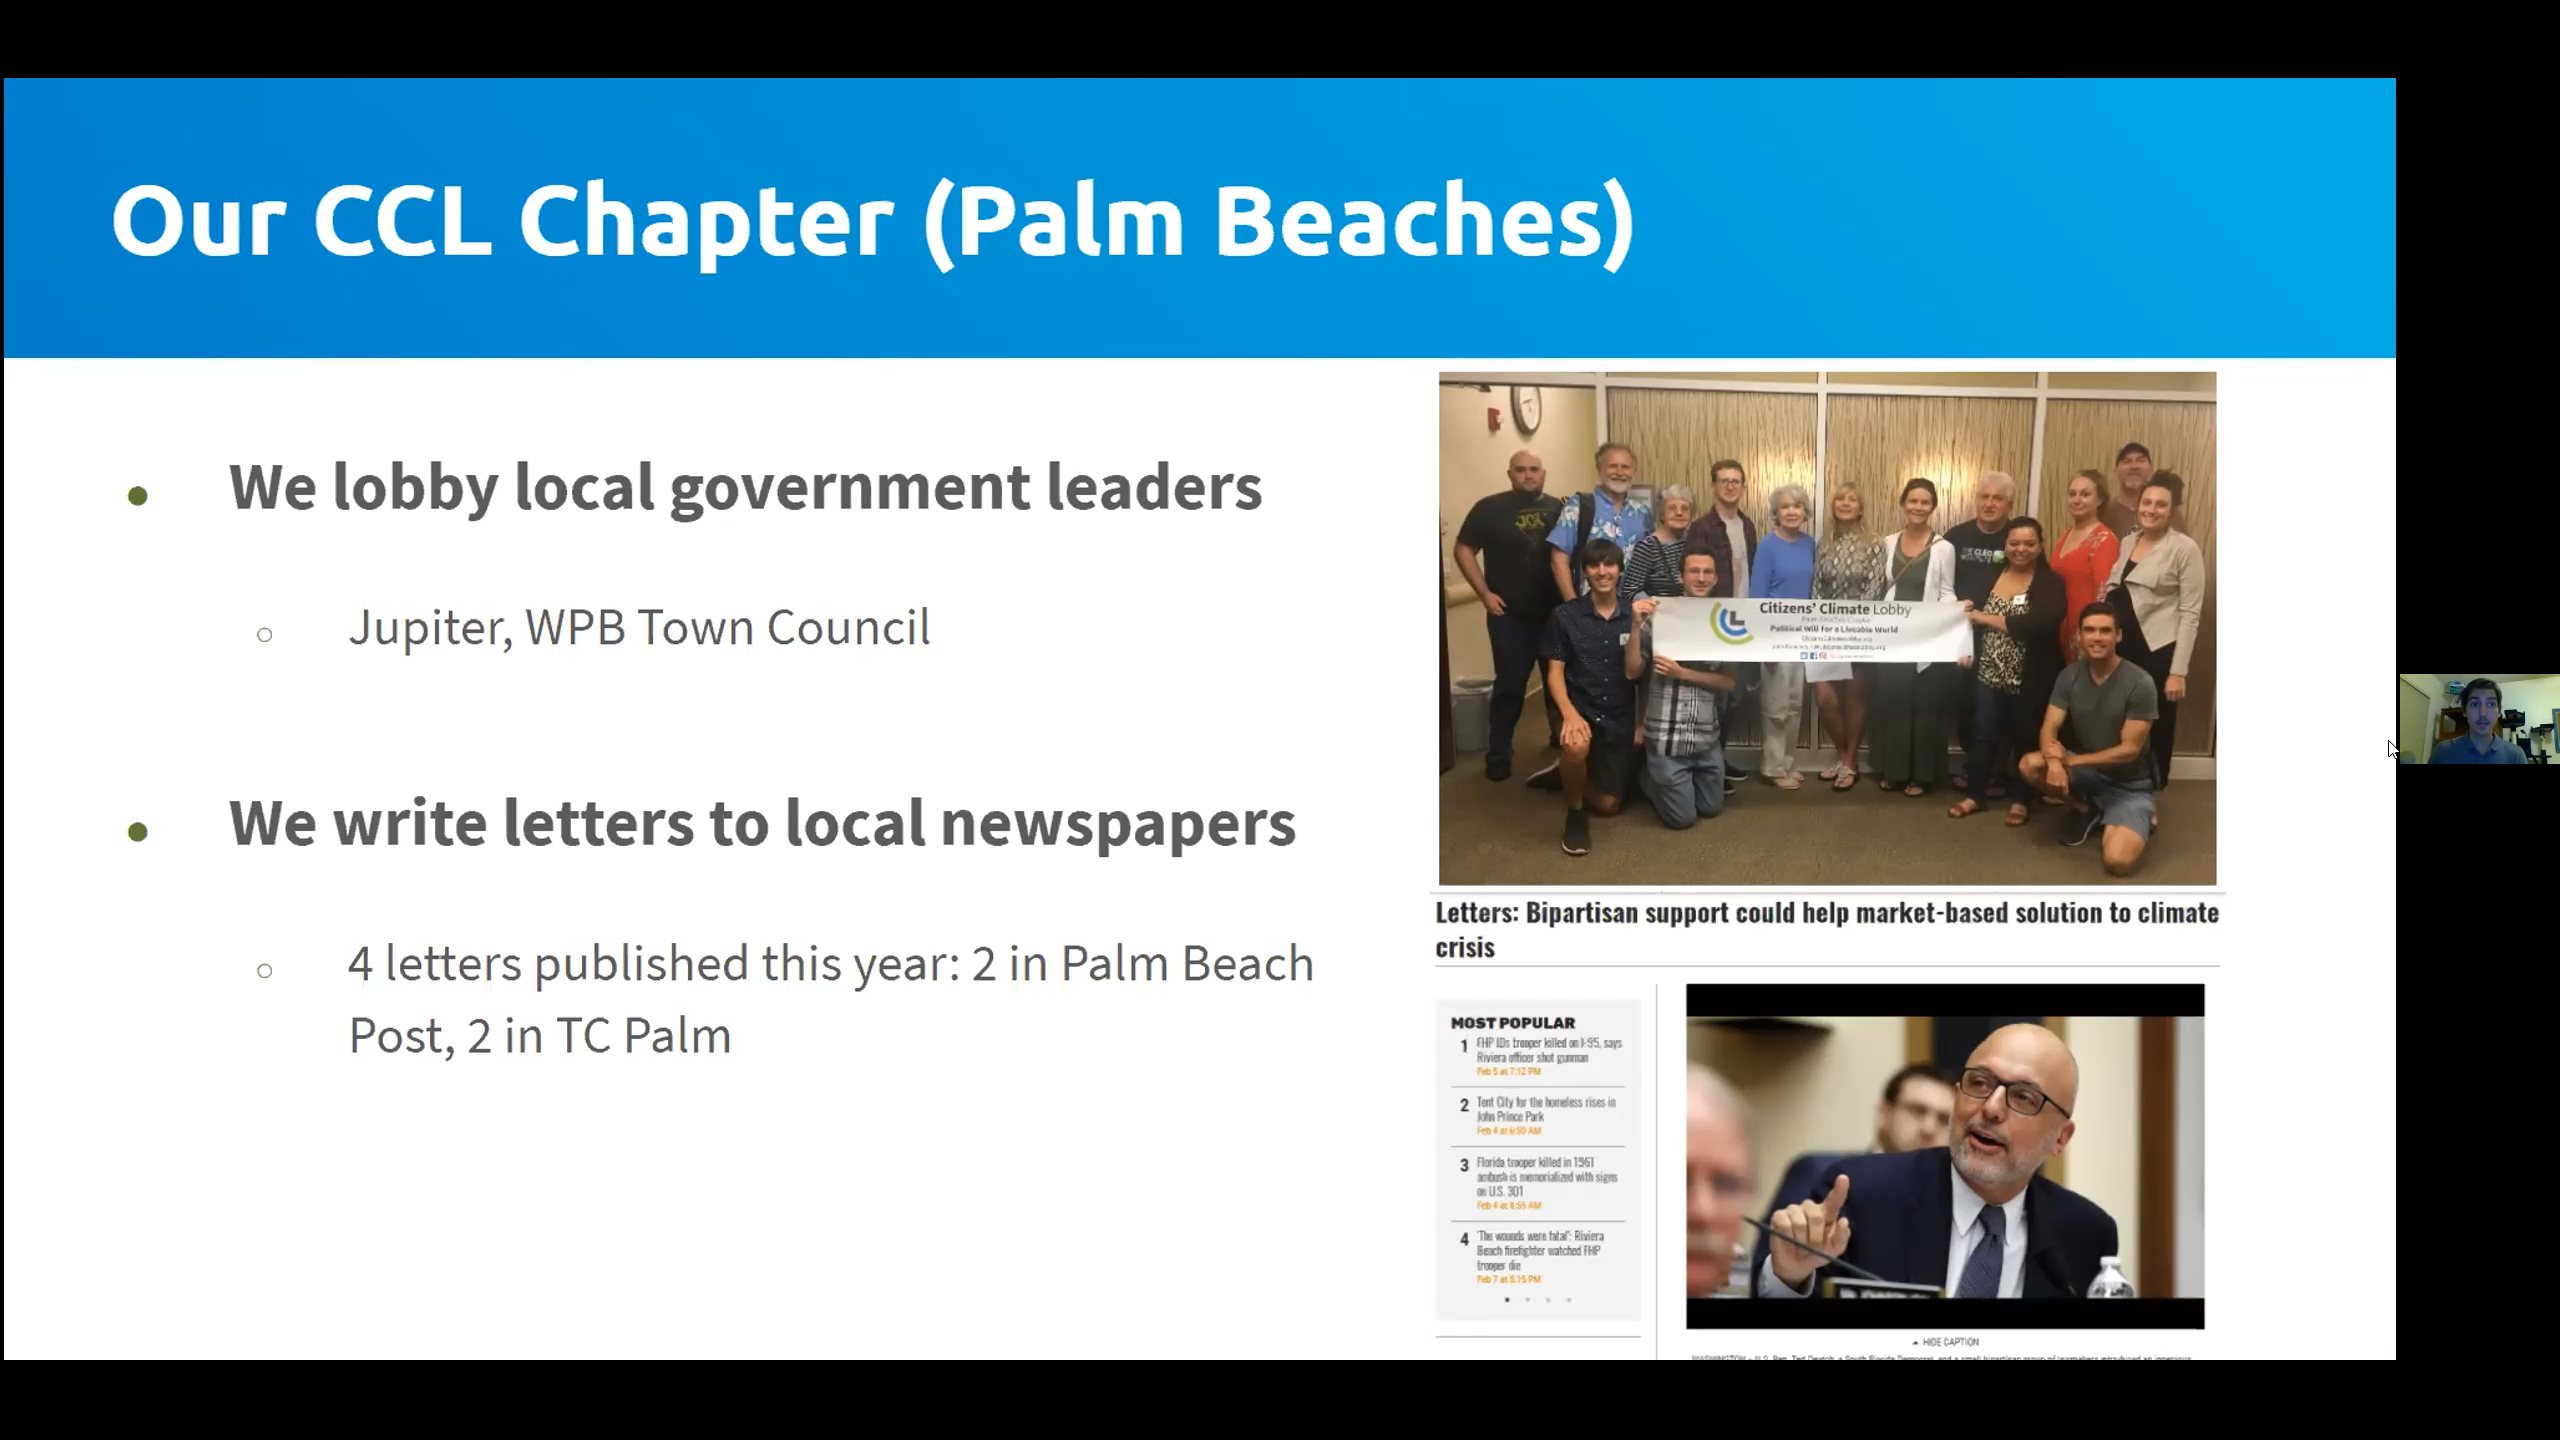 Our CCL Chapter (Palm Beaches)
We lobby local government leaders
Jupiter, WPB Town Council
We write letters to local newspapers
4 letters published this year: 2 in Palm Beach
Post, 2 in TC Palm
Citizens' Climate Lobby
Palm Beaches Chapter
Political Will For a Liveable World
Letters: Bipartisan support could help market-based solution to climate
crisis
MOST POPULAR
1 FHP IDs trooper killed on I-95, says
Riviera officer shot gunman
Feb 5 at 7:12 PM
2 Tent City for the homeless rises in
John Prince Park
Feb 4 at 6:50 AM
3 Florida trooper killed in 1961
ambush is memorialized with signs
on U.S. 301
Feb 4 at 8:55 AM
4 'The wounds were fatal': Riviera
Beach firefighter watched FHP
trooper die
Feb 7 at 5:15 PM
HIDE CAPTION